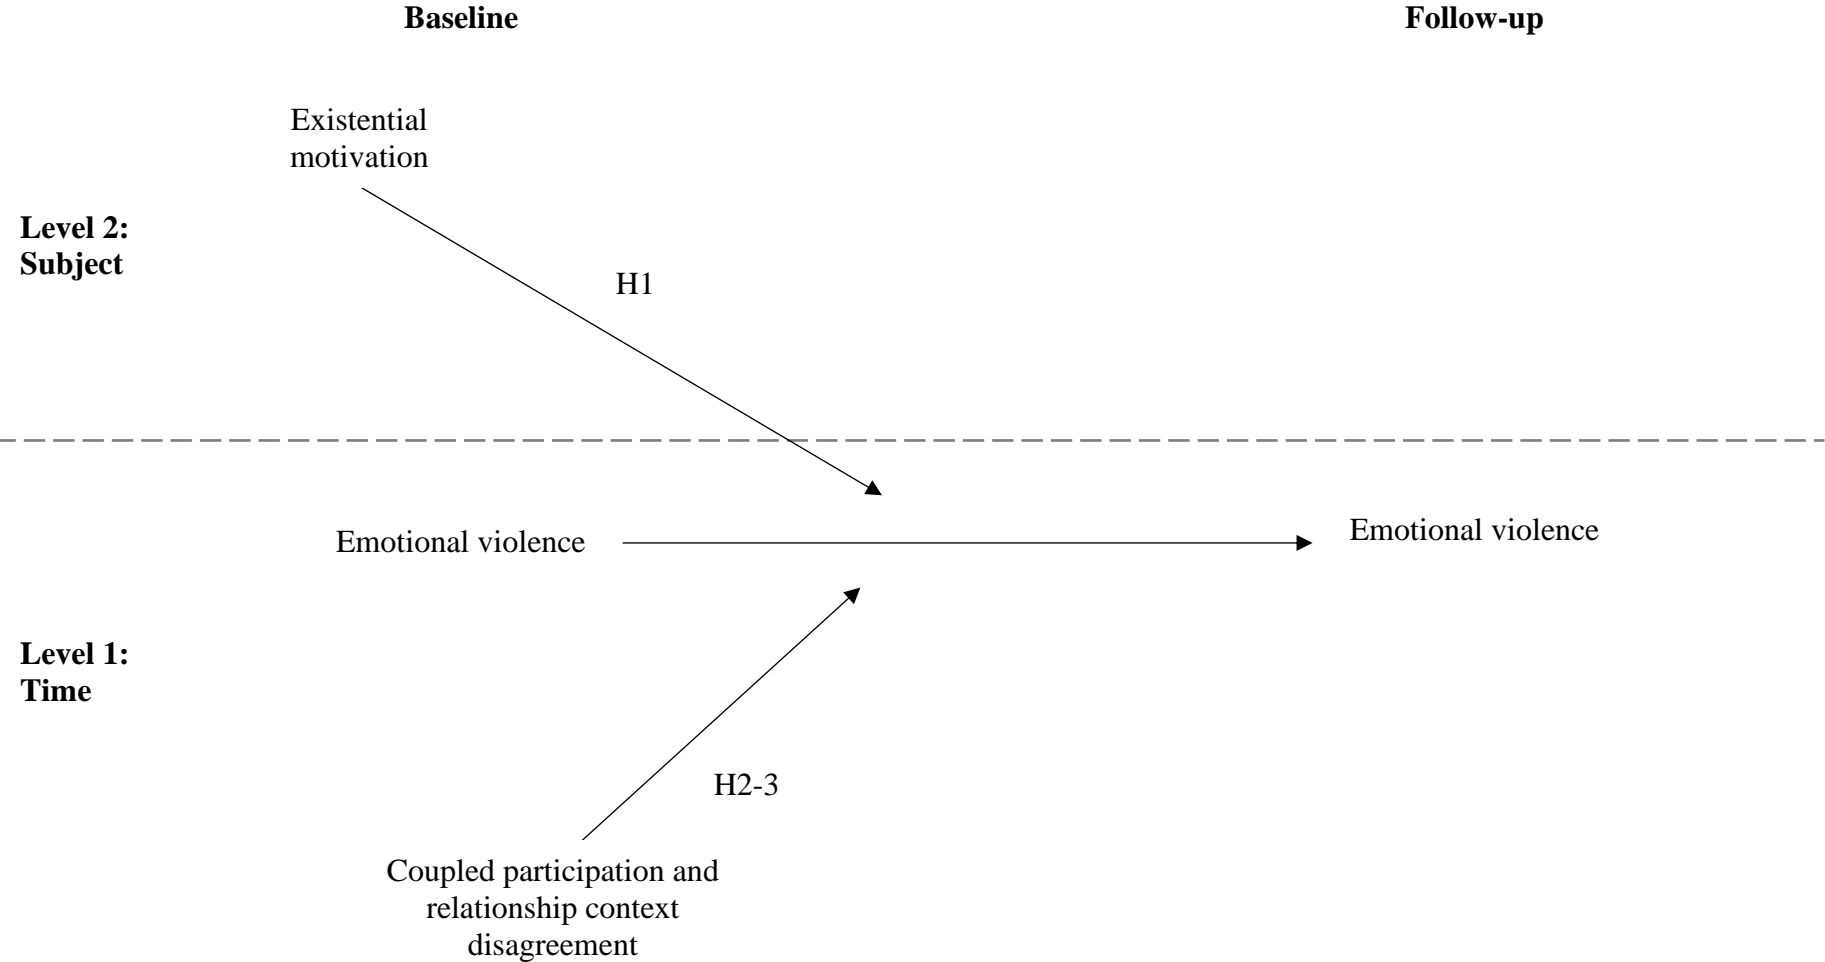 Baseline
Follow-up
Existential
motivation
Level 2:
Subject
H1
Emotional violence
Emotional violence
Level 1:
Time
H2-3
Coupled participation and
relationship context
disagreement